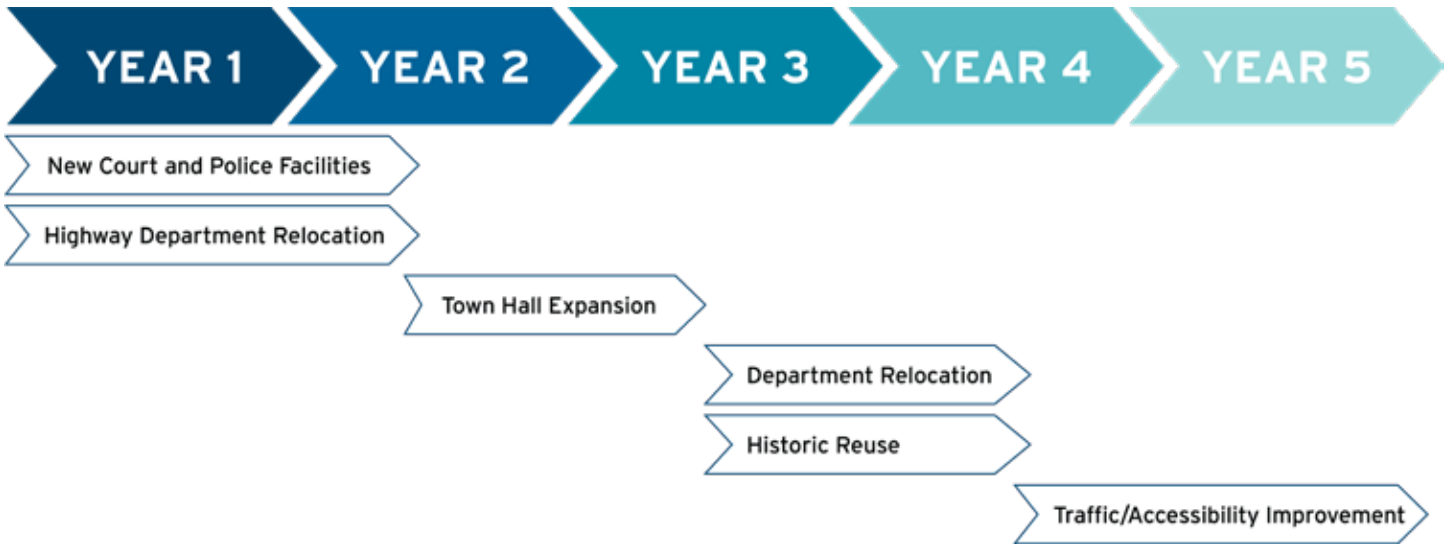 YEAR 1
YEAR 2
YEAR 3
YEAR 4
YEAR 5
New Court and Police Facilities
Highway Department Relocation
Town Hall Expansion
Department Relocation
Historic Reuse
Traffic/Accessibility Improvement